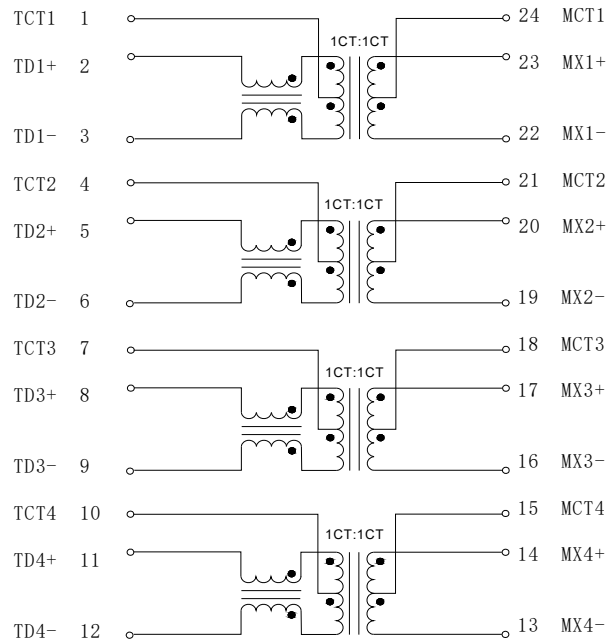 TCT1 1 24 MCT1
1CT:1CT
TD1+ 2 23 MX1+
TD1- 3 22 MX1-
TCT2 4 21 MCT2
1CT:1CT
TD2+ 5 20 MX2+
TD2- 6 19 MX2-
TCT3 7 18 MCT3
1CT:1CT
TD3+ 8 17 MX3+
TD3- 9 16 MX3-
TCT4 10 15 MCT4
1CT:1CT
TD4+ 11 14 MX4+
TD4- 12 13 MX4-